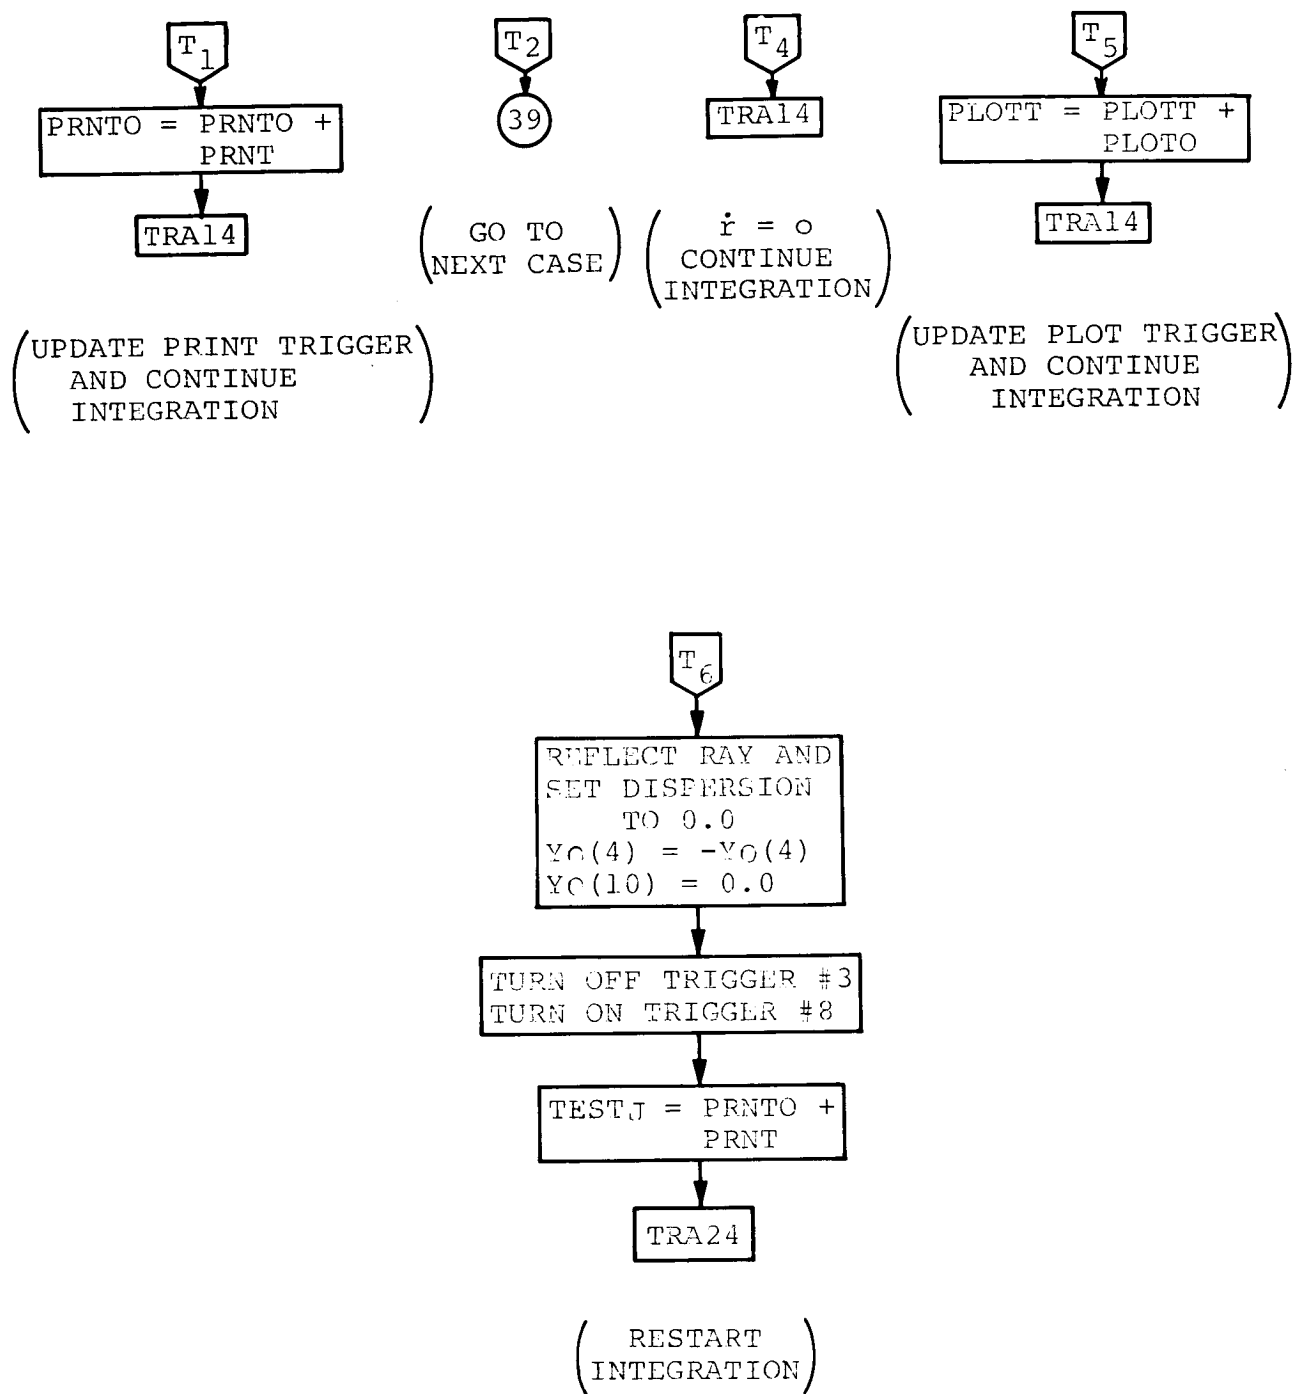 T1
PRNTO = PRNTO +
PRNT
TRA14
(UPDATE PRINT TRIGGER
AND CONTINUE
INTEGRATION)
T2
39
(GO TO
NEXT CASE)
T4
TRA14
(ṙ = o
CONTINUE
INTEGRATION)
T5
PLOTT = PLOTT +
PLOTO
TRA14
(UPDATE PLOT TRIGGER
AND CONTINUE
INTEGRATION)
T6
REFLECT RAY AND
SET DISPERSION
TO 0.0
YO(4) = -YO(4)
YO(10) = 0.0
TURN OFF TRIGGER #3
TURN ON TRIGGER #8
TESTJ = PRNTO +
PRNT
TRA24
(RESTART
INTEGRATION)